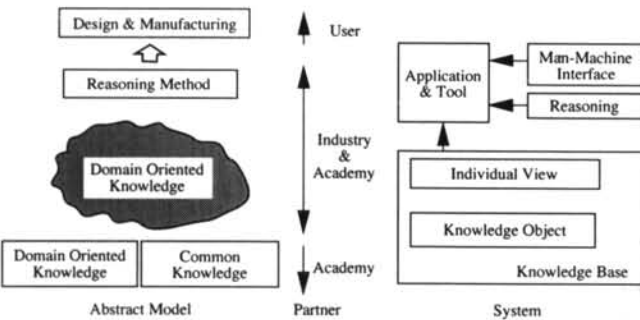 Design & Manufacturing
Reasoning Method
Domain Oriented
Knowledge
Domain Oriented
Knowledge
Common
Knowledge
Abstract Model
User
Industry
&
Academy
Academy
Partner
Application
& Tool
Man-Machine
Interface
Reasoning
Individual View
Knowledge Object
Knowledge Base
System